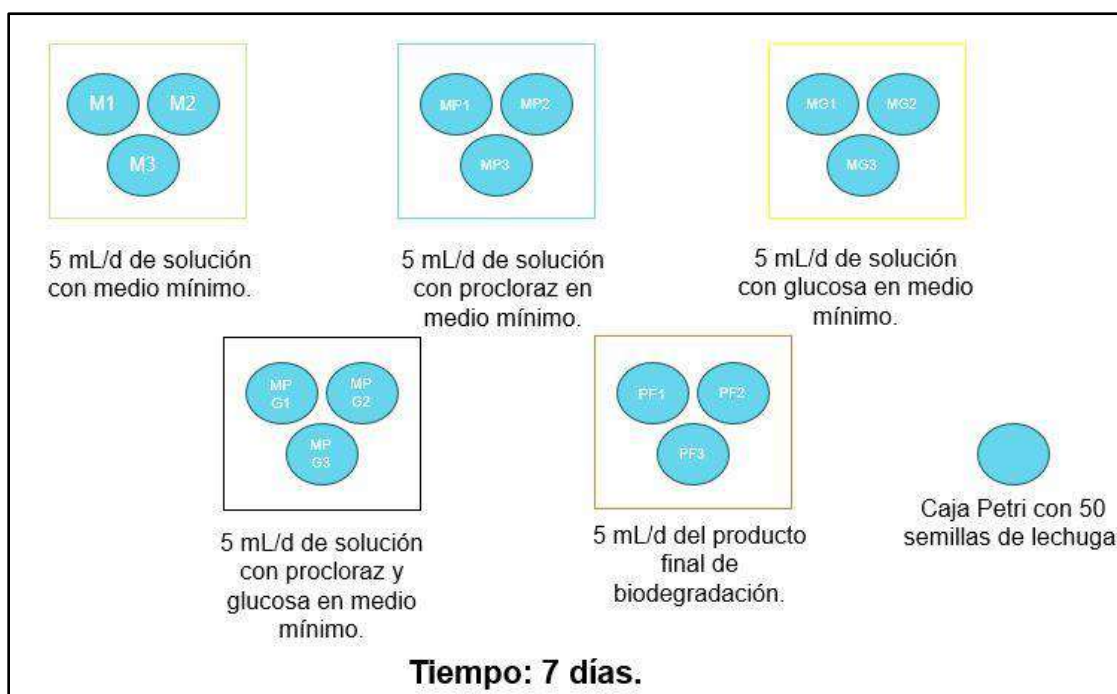 M1
M2
M3
MP1
MP2
MP3
MG1
MG2
MG3
5 mL/d de solución
con medio mínimo.
5 mL/d de solución
con procloraz en
medio mínimo.
5 mL/d de solución
con glucosa en medio
mínimo.
MP
G1
MP
G2
MP
G3
PF1
PF2
PF3
5 mL/d de solución
con procloraz y
glucosa en medio
mínimo.
5 mL/d del producto
final de
biodegradación.
Caja Petri con 50
semillas de lechuga
Tiempo: 7 días.